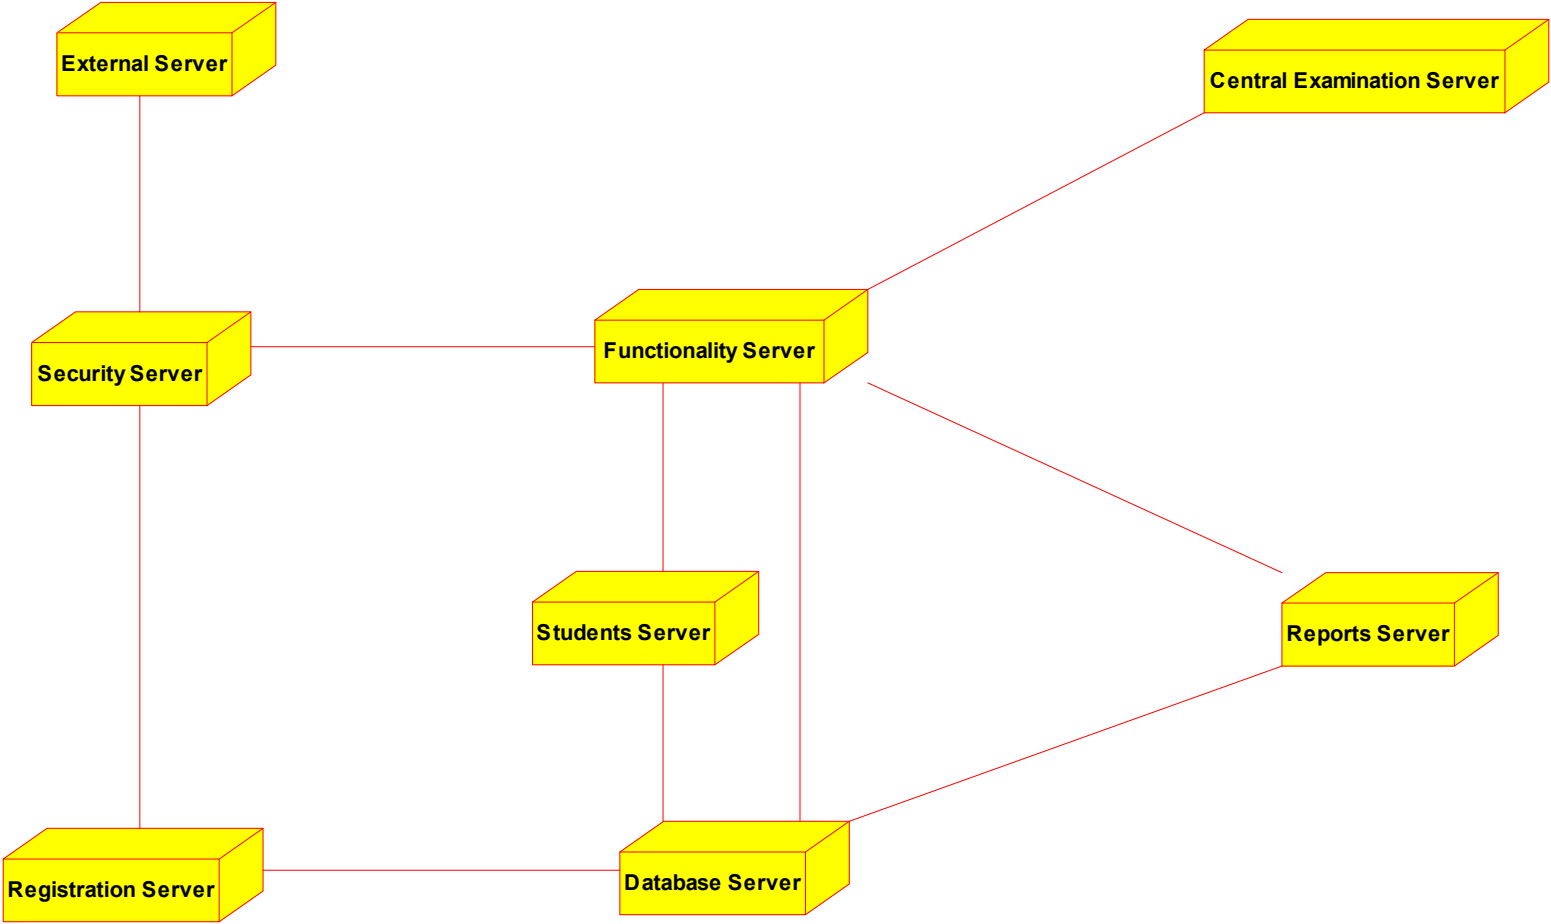 External Server
Central Examination Server
Functionality Server
Security Server
Students Server
Reports Server
Database Server
Registration Server